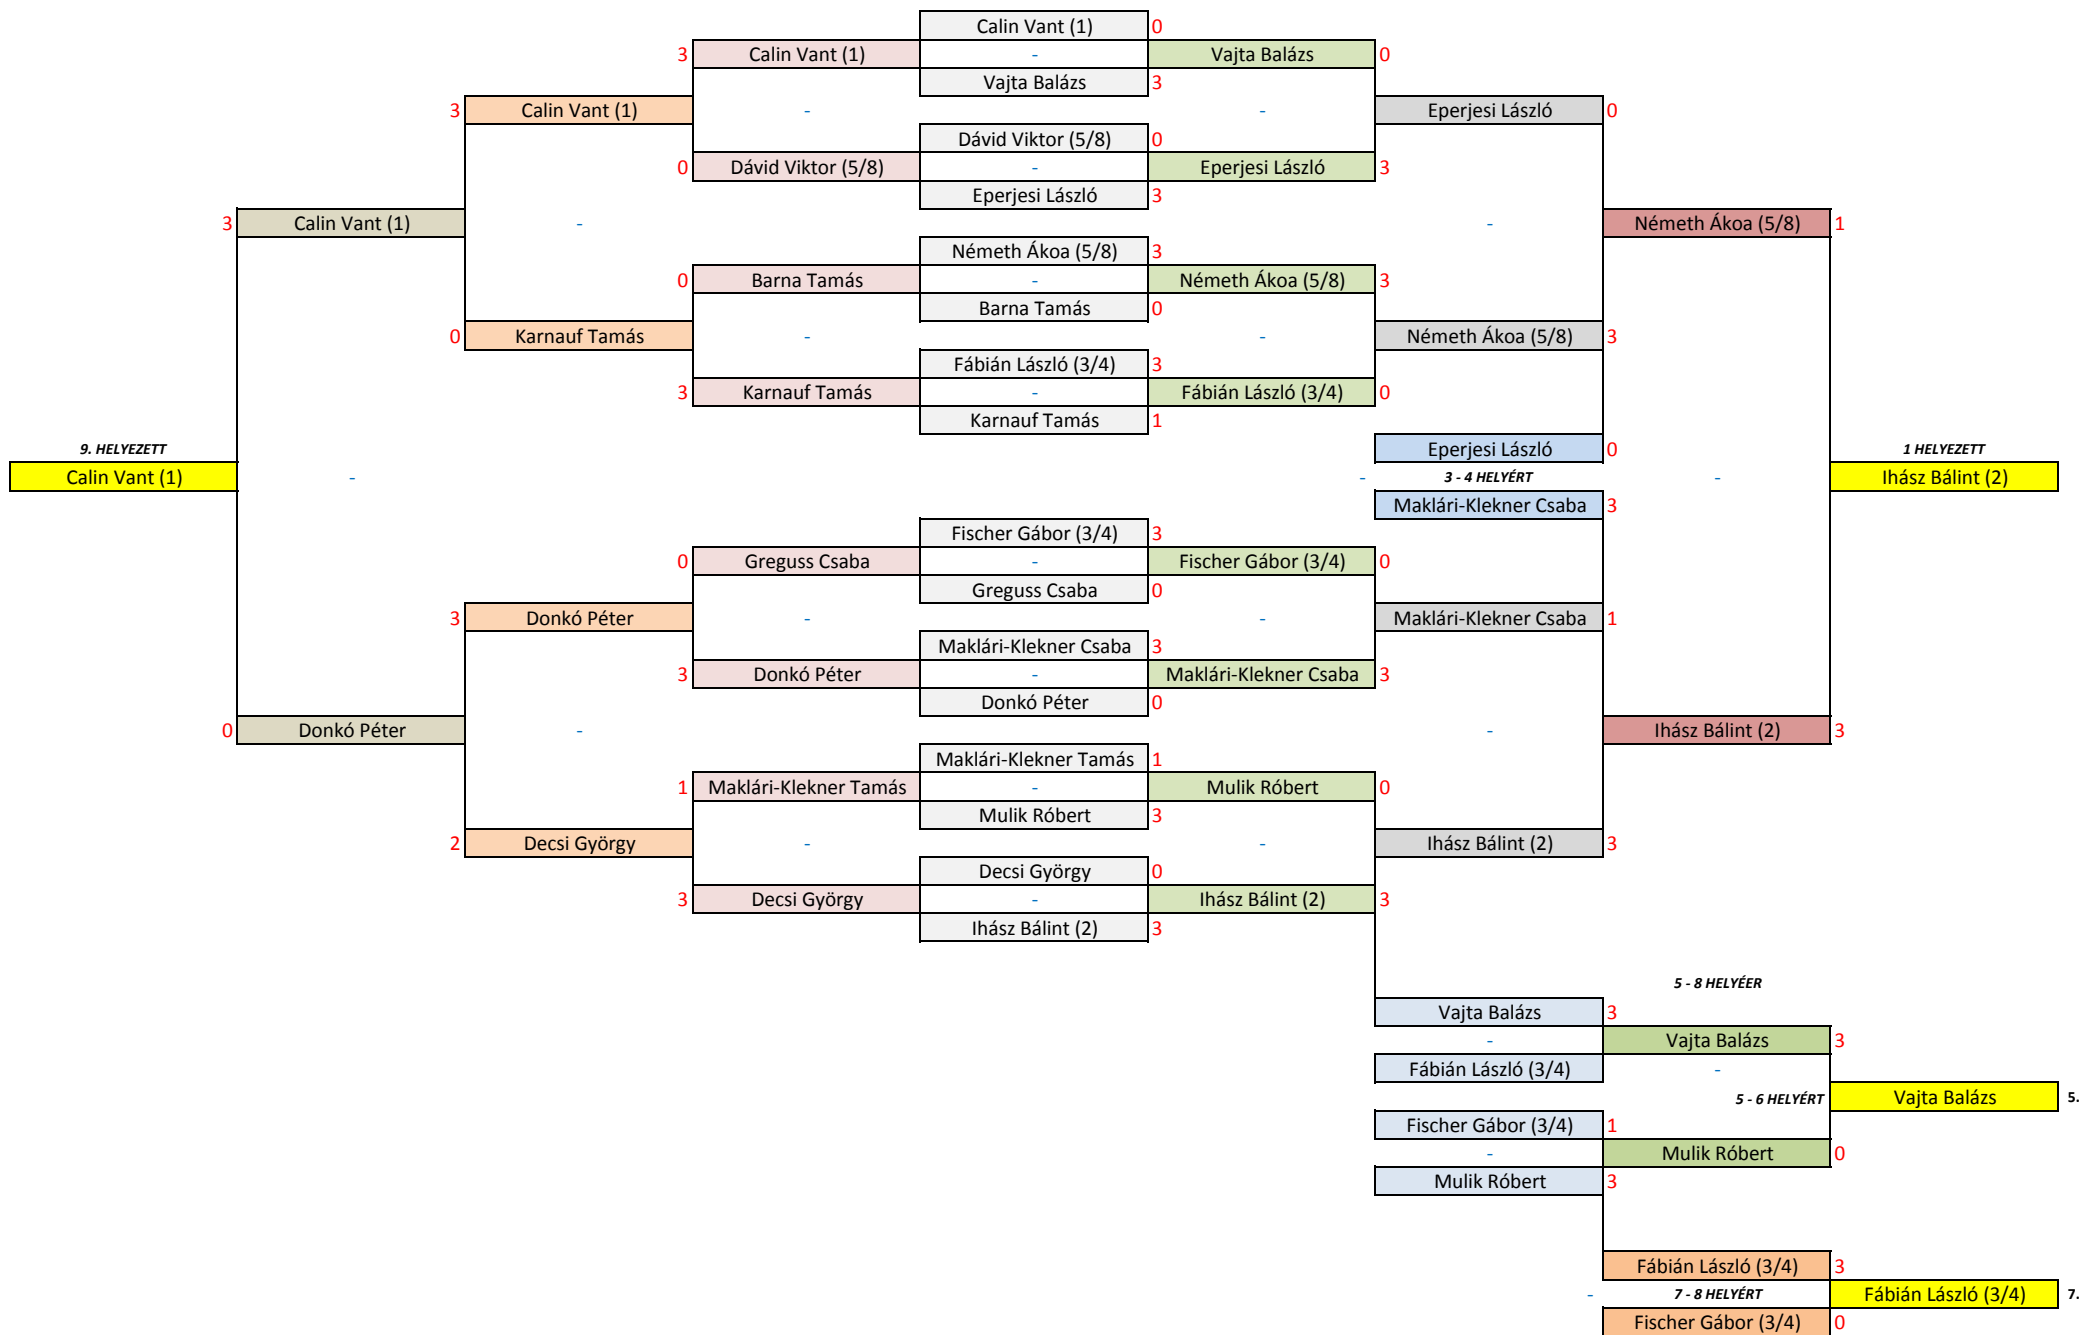 Calin Vant (1) 0
3 Calin Vant (1) - Vajta Balázs 0
Vajta Balázs 3
3 Calin Vant (1) - - Eperjesi László 0
Dávid Viktor (5/8) 0
0 Dávid Viktor (5/8) - Eperjesi László 3
Eperjesi László 3
3 Calin Vant (1) - - Németh Ákoa (5/8) 1
Németh Ákoa (5/8) 3
0 Barna Tamás - Németh Ákoa (5/8) 3
Barna Tamás 0
0 Karnauf Tamás - - Németh Ákoa (5/8) 3
Fábián László (3/4) 3
3 Karnauf Tamás - Fábián László (3/4) 0
Karnauf Tamás 1
9. HELYEZETT Eperjesi László 0 1 HELYEZETT
Calin Vant (1) - - 3 - 4 HELYÉRT - Ihász Bálint (2)
Maklári-Klekner Csaba 3
Fischer Gábor (3/4) 3
0 Greguss Csaba - Fischer Gábor (3/4) 0
Greguss Csaba 0
3 Donkó Péter - - Maklári-Klekner Csaba 1
Maklári-Klekner Csaba 3
3 Donkó Péter - Maklári-Klekner Csaba 3
Donkó Péter 0
0 Donkó Péter - - Ihász Bálint (2) 3
Maklári-Klekner Tamás 1
1 Maklári-Klekner Tamás - Mulik Róbert 0
Mulik Róbert 3
2 Decsi György - - Ihász Bálint (2) 3
Decsi György 0
3 Decsi György - Ihász Bálint (2) 3
Ihász Bálint (2) 3
5 - 8 HELYÉER
Vajta Balázs 3
- Vajta Balázs 3
Fábián László (3/4) -
5 - 6 HELYÉRT Vajta Balázs 5.
Fischer Gábor (3/4) 1
- Mulik Róbert 0
Mulik Róbert 3
Fábián László (3/4) 3
- 7 - 8 HELYÉRT Fábián László (3/4) 7.
Fischer Gábor (3/4) 0